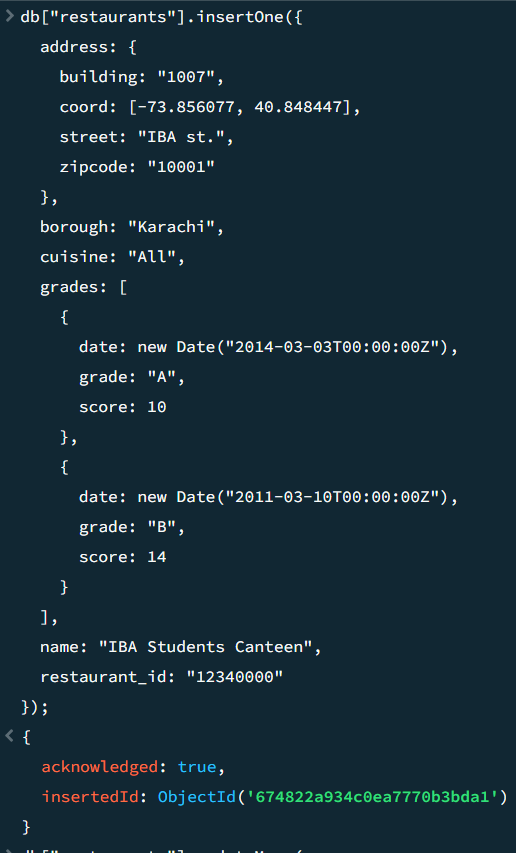 db["restaurants"].insertOne({
address: {
building: "1007",
coord: [-73.856077, 40.848447],
street: "IBA st.",
zipcode: "10001"
},
borough: "Karachi",
cuisine: "All",
grades: [
{
date: new Date("2014-03-03T00:00:00Z"),
grade: "A",
score: 10
},
{
date: new Date("2011-03-10T00:00:00Z"),
grade: "B",
score: 14
}
],
name: "IBA Students Canteen",
restaurant_id: "12340000"
});
{
acknowledged: true,
insertedId: ObjectId('674822a934c0ea7770b3bda1')
}